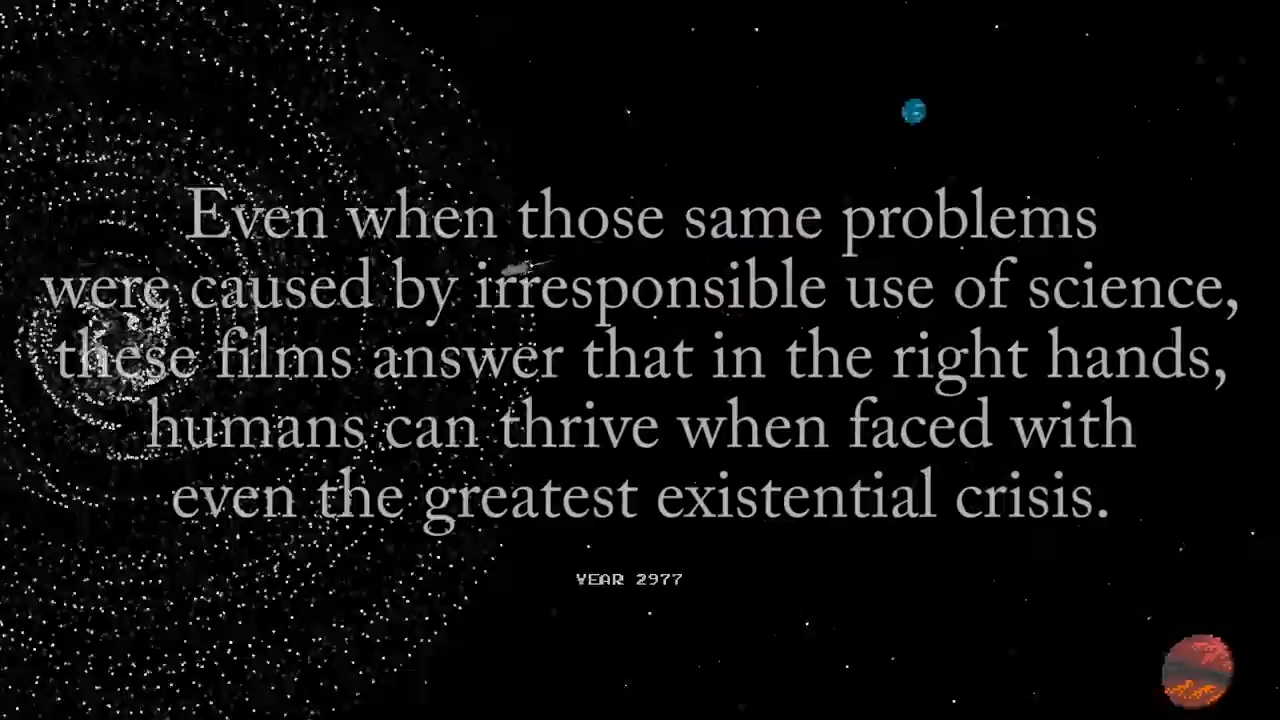 Even when those same problems
were caused by irresponsible use of science,
these films answer that in the right hands,
humans can thrive when faced with
even the greatest existential crisis.
YEAR 2977